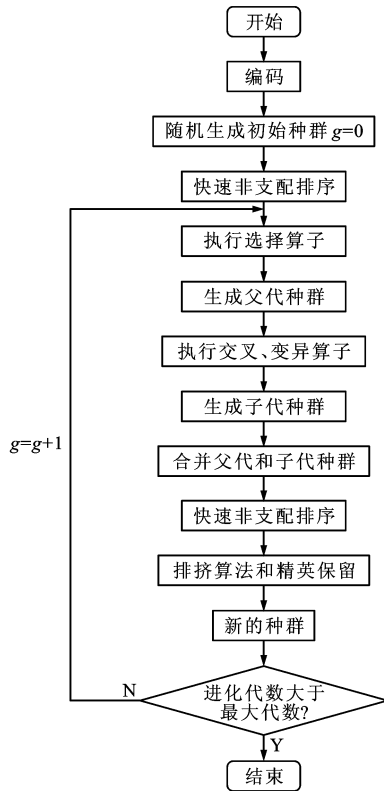 开始
编码
随机生成初始种群g=0
快速非支配排序
执行选择算子
生成父代种群
执行交叉、变异算子
生成子代种群
g=g+1
合并父代和子代种群
快速非支配排序
排挤算法和精英保留
新的种群
N
进化代数大于
最大代数?
Y
结束